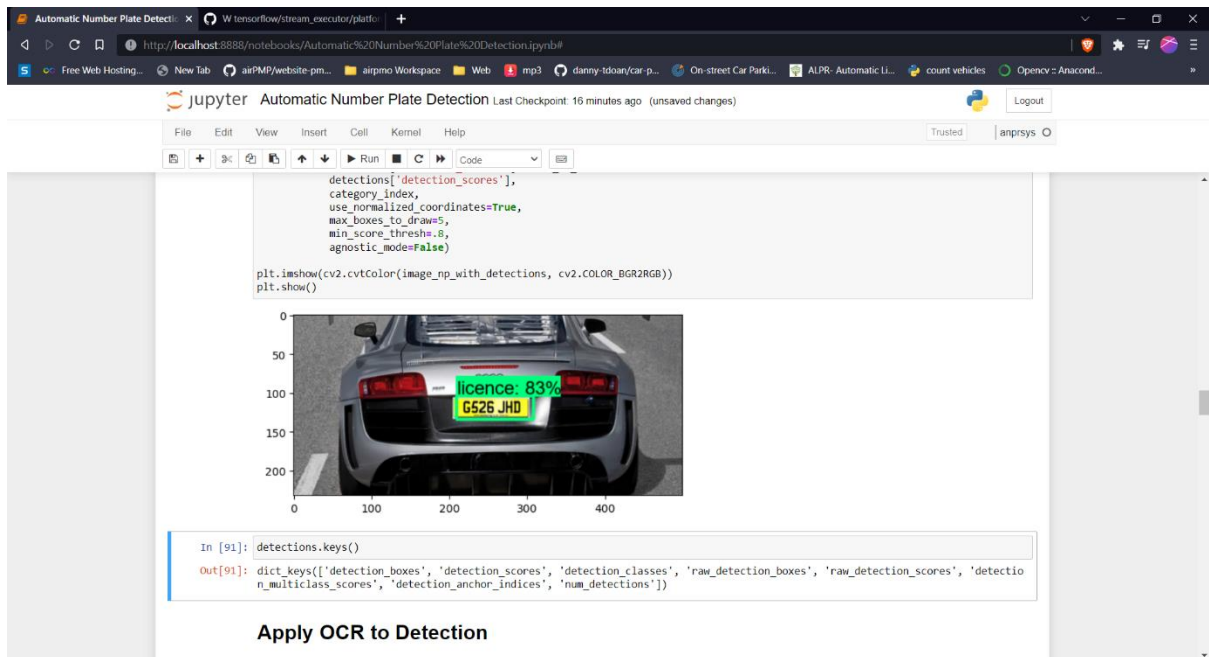 Automatic Number Plate Detectic
W tensorflow/stream_executor/platfor
http://localhost:8888/notebooks/Automatic%20Number%20Plate%20Detection.ipynb#
Free Web Hosting... New Tab airPMP/website-pm... airpmo Workspace Web mp3 danny-tdoan/car-p... On-street Car Parki... ALPR- Automatic Li... count vehicles Opencv :: Anacond... »
jupyter Automatic Number Plate Detection Last Checkpoint: 16 minutes ago (unsaved changes) Logout
File Edit View Insert Cell Kernel Help Trusted anprsys
Run Code
detections['detection_scores'],
category_index,
use_normalized_coordinates=True,
max_boxes_to_draw=5,
min_score_thresh=.8,
agnostic_mode=False)
plt.imshow(cv2.cvtColor(image_np_with_detections, cv2.COLOR_BGR2RGB))
plt.show()
0
50
100
150
200
licence: 83%
G526 JHD
0 100 200 300 400
In [91]: detections.keys()
Out[91]: dict_keys(['detection_boxes', 'detection_scores', 'detection_classes', 'raw_detection_boxes', 'raw_detection_scores', 'detectio
n_multiclass_scores', 'detection_anchor_indices', 'num_detections'])
Apply OCR to Detection